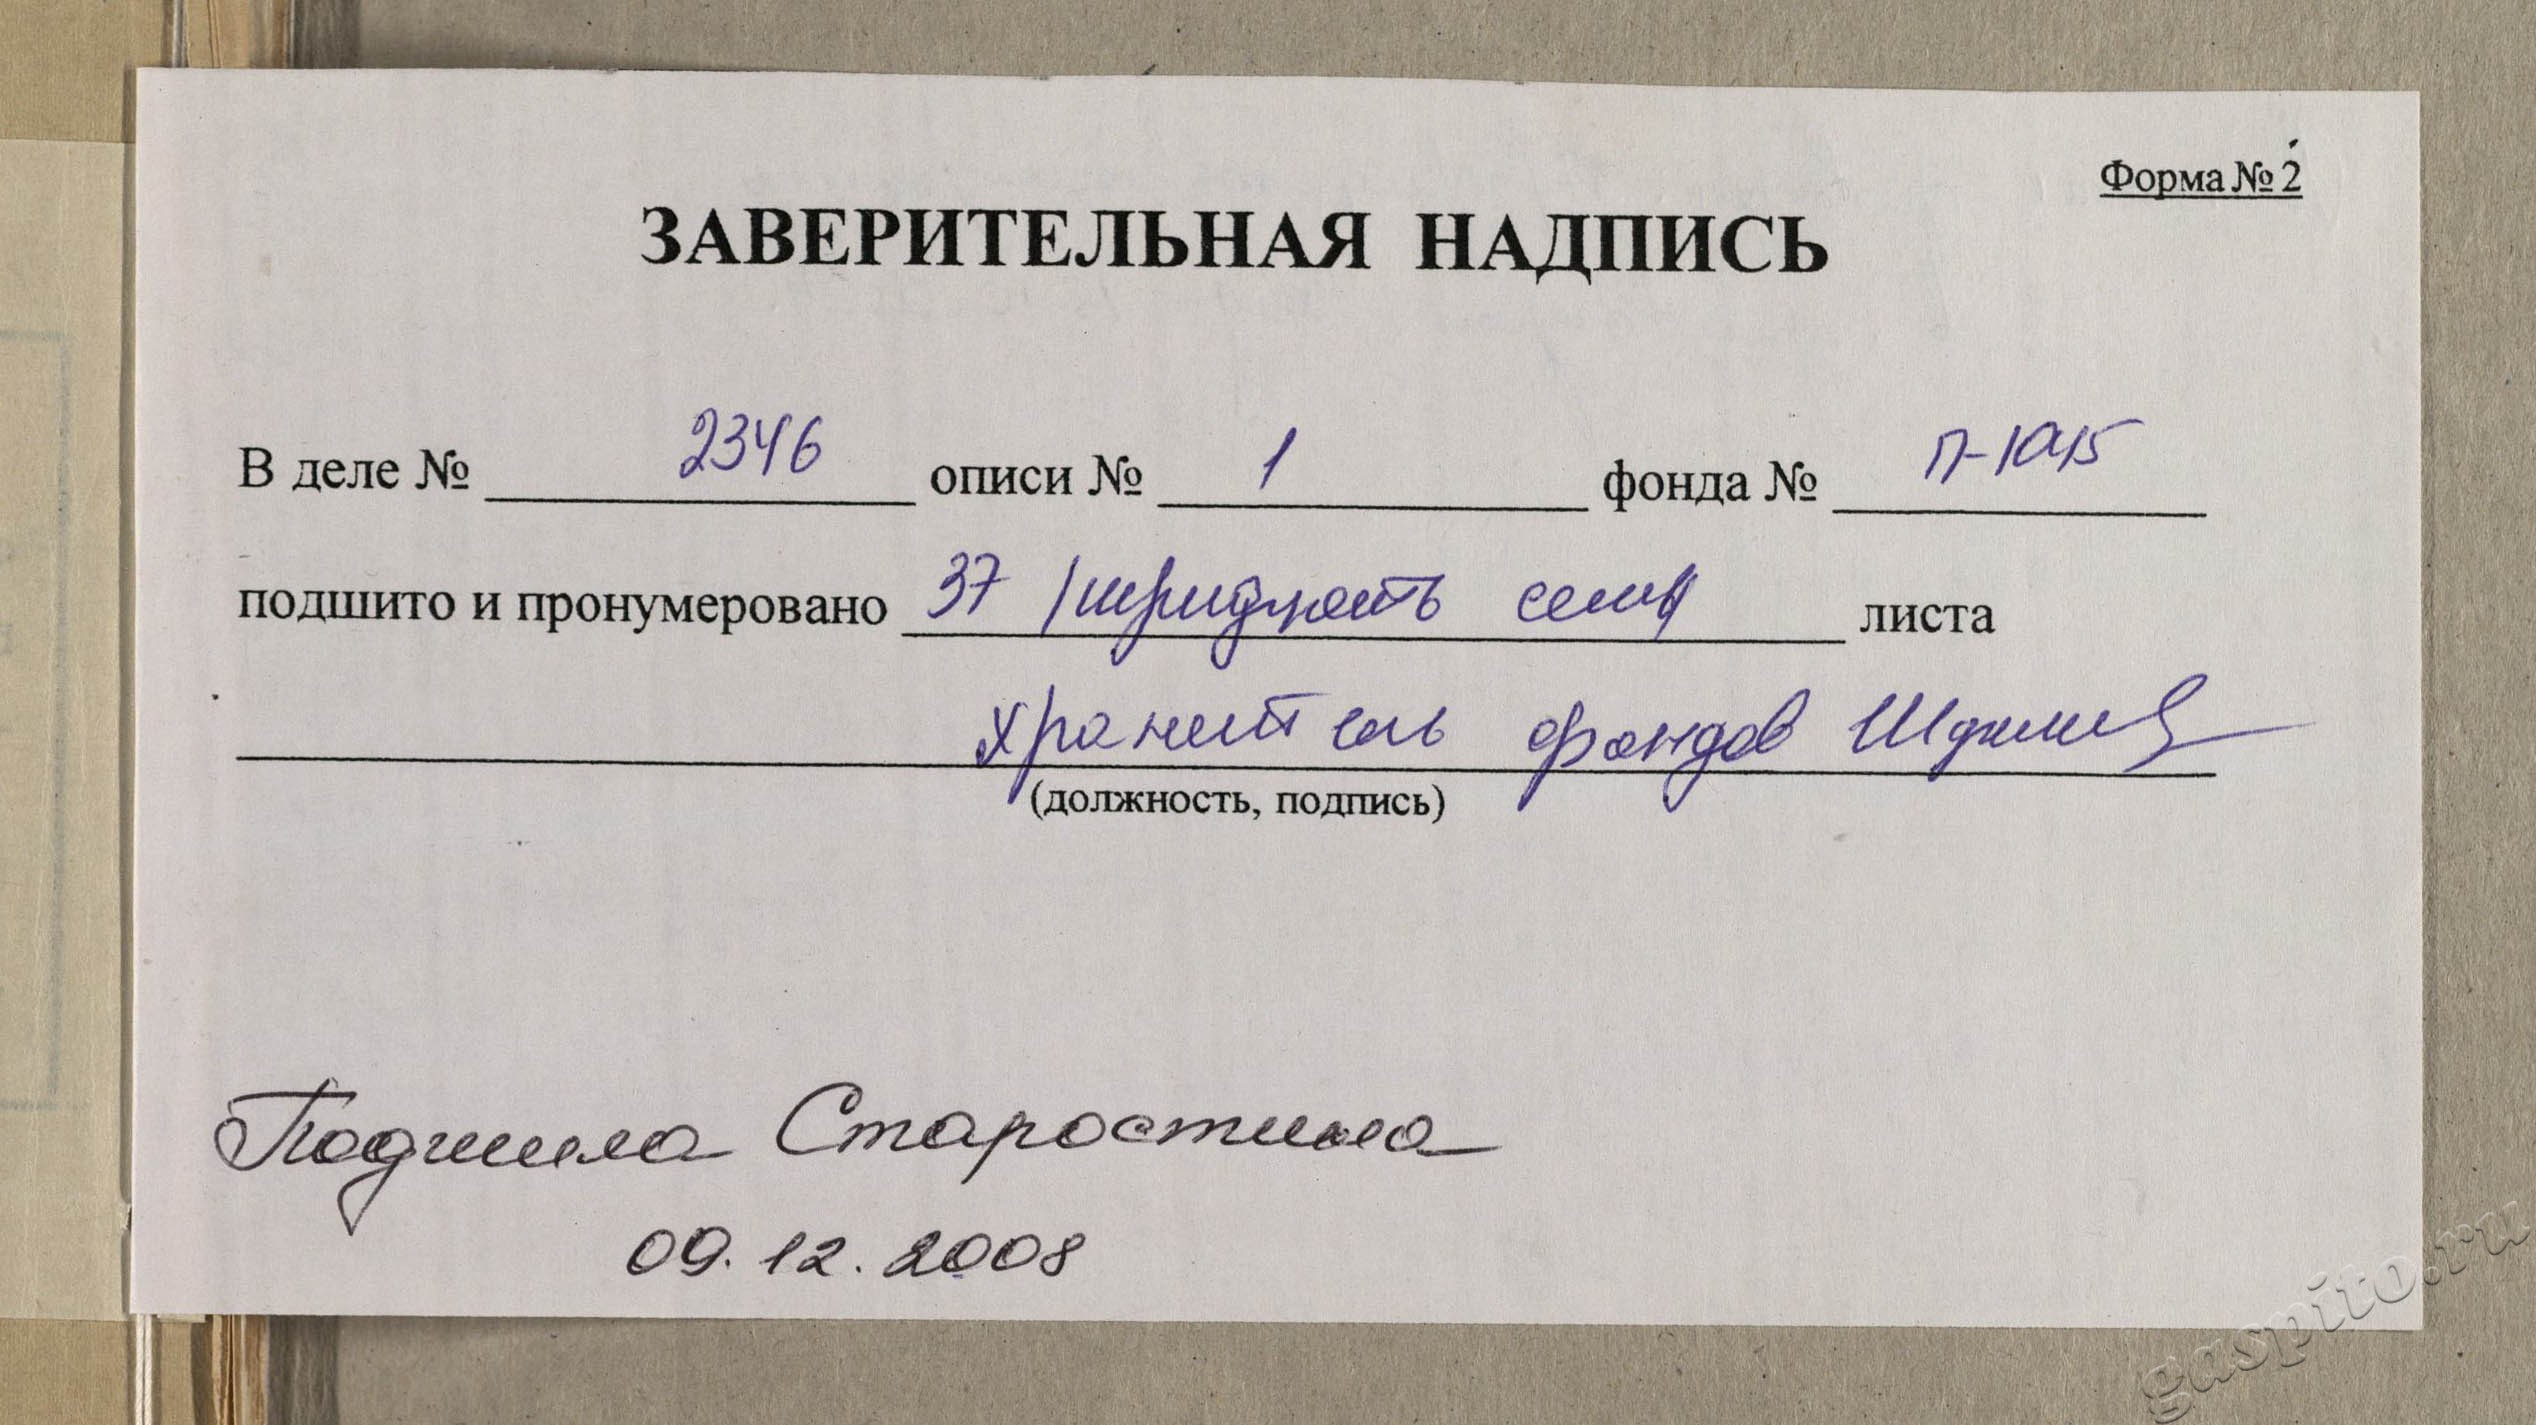 Форма № 2
ЗАВЕРИТЕЛЬНАЯ НАДПИСЬ
В деле № 2346 описи № 1 фонда №
подшито и пронумеровано 37 /тридцать семь листа
хранитель фондов
(должность, подпись)
Подшила Старостина
09.12.2008
gaspito.ru